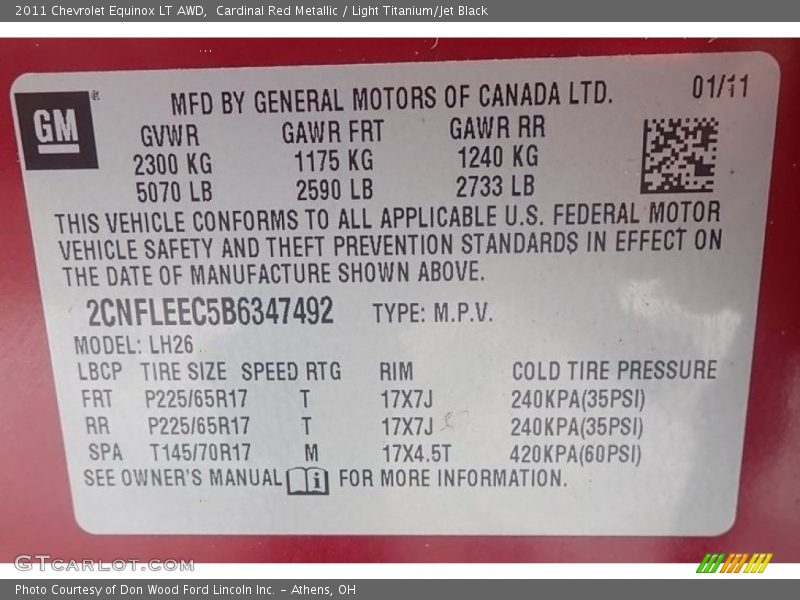 2011 Chevrolet Equinox LT AWD,  Cardinal Red Metallic / Light Titanium/Jet Black
GM®
MFD BY GENERAL MOTORS OF CANADA LTD. 01/11
GVWR GAWR FRT GAWR RR
2300 KG 1175 KG 1240 KG
5070 LB 2590 LB 2733 LB
THIS VEHICLE CONFORMS TO ALL APPLICABLE U.S. FEDERAL MOTOR
VEHICLE SAFETY AND THEFT PREVENTION STANDARDS IN EFFECT ON
THE DATE OF MANUFACTURE SHOWN ABOVE.
2CNFLEEC5B6347492 TYPE: M.P.V.
MODEL: LH26
LBCP TIRE SIZE SPEED RTG RIM COLD TIRE PRESSURE
FRT P225/65R17 T 17X7J 240KPA(35PSI)
RR P225/65R17 T 17X7J 240KPA(35PSI)
SPA T145/70R17 M 17X4.5T 420KPA(60PSI)
SEE OWNER'S MANUAL i FOR MORE INFORMATION.
GTCARLOT.COM
Photo Courtesy of Don Wood Ford Lincoln Inc. - Athens, OH